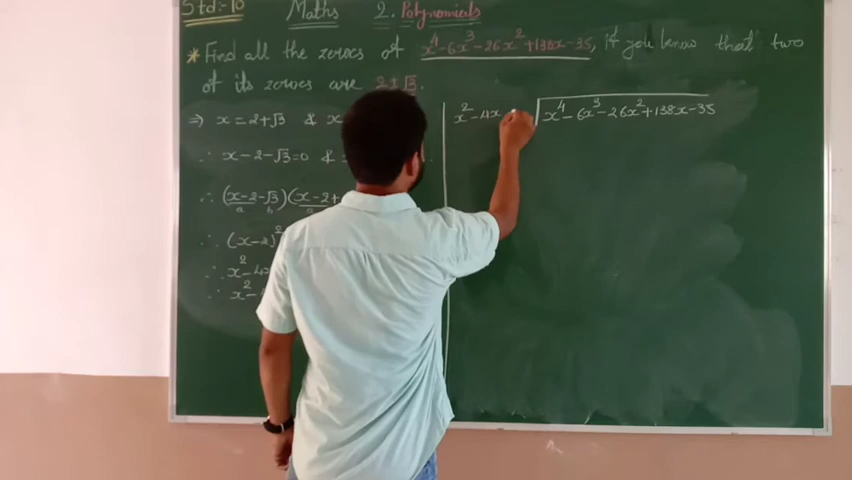 Std:- 10 Maths 2. Polynomials
* Find all the zeroes of x⁴-6x³-26x²+138x-35, if you know that two
of its zeroes are 2±√3.
⇒ x = 2+√3 & x
∴ x-2-√3=0 &
∴ (x-2-√3)(x-2+
a b a
∴ (x-2)²
∴ x²-4x
∴ x²-
x²-4x
x⁴-6x³-26x²+138x-35